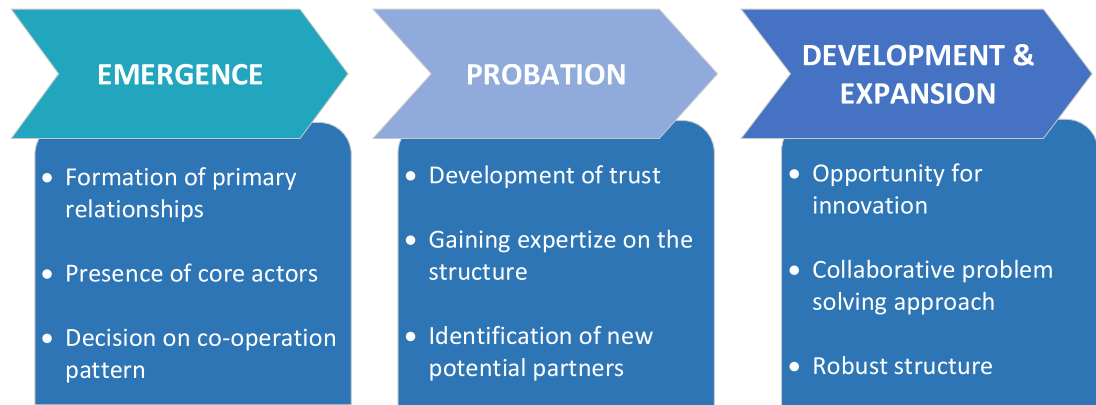 EMERGENCE
• Formation of primary
relationships
• Presence of core actors
• Decision on co-operation
pattern
PROBATION
• Development of trust
• Gaining expertize on the
structure
• Identification of new
potential partners
DEVELOPMENT &
EXPANSION
• Opportunity for
innovation
• Collaborative problem
solving approach
• Robust structure